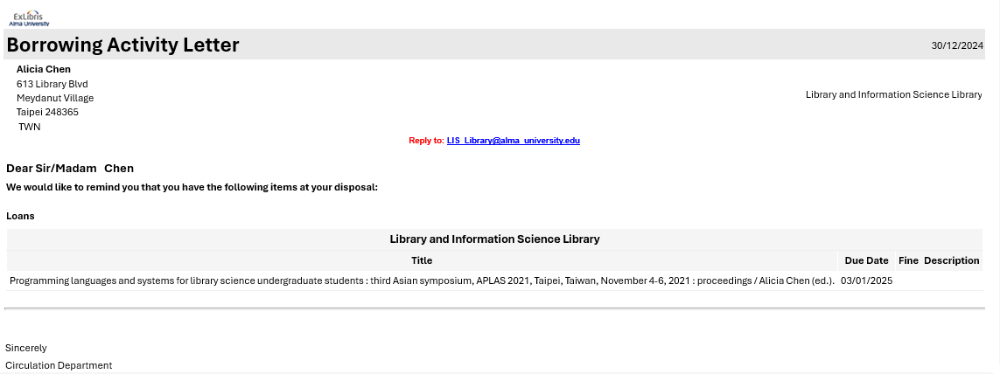 ExLibris
Alma University
Borrowing Activity Letter 30/12/2024
Alicia Chen
613 Library Blvd
Meydanut Village
Library and Information Science Library
Taipei 248365
TWN
Reply to: LIS_Library@alma_university.edu
Dear Sir/Madam Chen
We would like to remind you that you have the following items at your disposal:
Loans
Library and Information Science Library
Title Due Date Fine Description
Programming languages and systems for library science undergraduate students : third Asian symposium, APLAS 2021, Taipei, Taiwan, November 4-6, 2021 : proceedings / Alicia Chen (ed.). 03/01/2025
Sincerely
Circulation Department